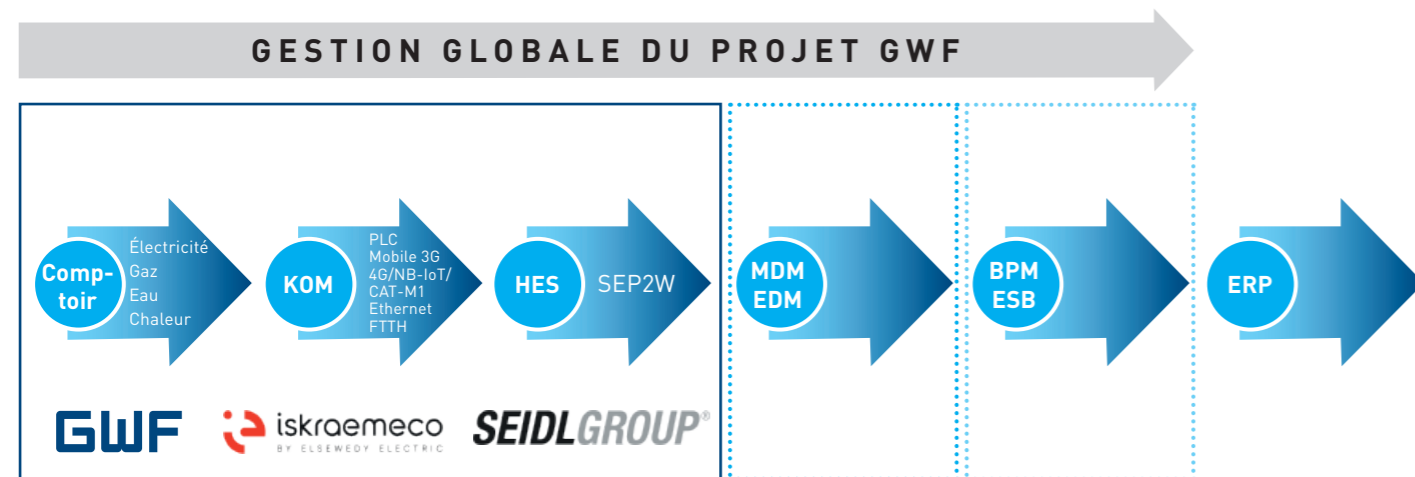 GESTION GLOBALE DU PROJET GWF
Comp-
toir
Électricité
Gaz
Eau
Chaleur
KOM
PLC
Mobile 3G
4G/NB-IoT/
CAT-M1
Ethernet
FTTH
HES
SEP2W
MDM
EDM
BPM
ESB
ERP
GWF
iskraemeco
BY ELSEWEDY ELECTRIC
SEIDLGROUP®